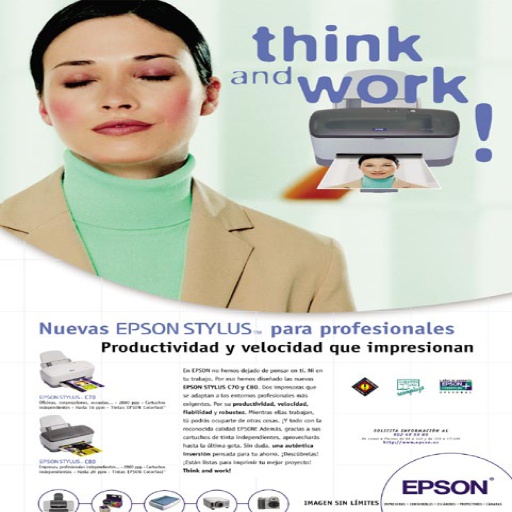 think
and work!
Nuevas EPSON STYLUS™ para profesionales
Productividad y velocidad que impresionan
EPSON STYLUS C70
EPSON STYLUS C80
En EPSON no hemos dejado de pensar en ti. Ni en
tu trabajo. Por eso hemos diseñado las nuevas
EPSON STYLUS C70 y C80. Dos impresoras que
se adaptan a los entornos profesionales más
exigentes. Por su productividad, velocidad,
fiabilidad y robustez. Mientras ellas trabajan,
tú podrás ocuparte de otras cosas. ¡Y todo con la
reconocida calidad EPSON! Además, gracias a sus
cartuchos de tinta independientes, aprovecharás
hasta la última gota. Sin duda, una auténtica
inversión pensada para tu ahorro. ¡Descúbrelas!
¡Están listas para imprimir tu mejor proyecto!
Think and work!
SOLICITA INFORMACIÓN AL
http://www.epson.es
IMAGEN SIN LÍMITES
EPSON®